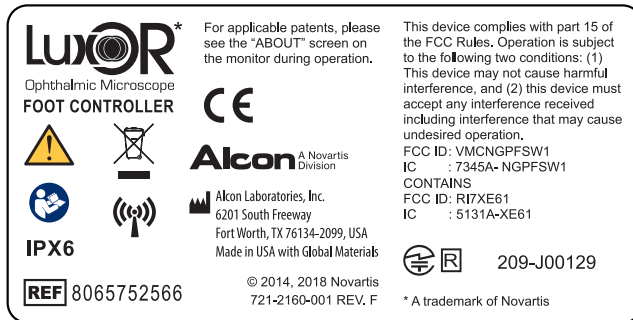 LuxOR*
Ophthalmic Microscope
FOOT CONTROLLER
IPX6
REF 8065752566
For applicable patents, please
see the “ABOUT” screen on
the monitor during operation.
CE
Alcon A Novartis
Division
Alcon Laboratories, Inc.
6201 South Freeway
Fort Worth, TX 76134-2099, USA
Made in USA with Global Materials
© 2014, 2018 Novartis
721-2160-001 REV. F
This device complies with part 15 of
the FCC Rules. Operation is subject
to the following two conditions: (1)
This device may not cause harmful
interference, and (2) this device must
accept any interference received
including interference that may cause
undesired operation.
FCC ID: VMCNGPFSW1
IC : 7345A- NGPFSW1
CONTAINS
FCC ID: RI7XE61
IC : 5131A-XE61
R 209-J00129
* A trademark of Novartis